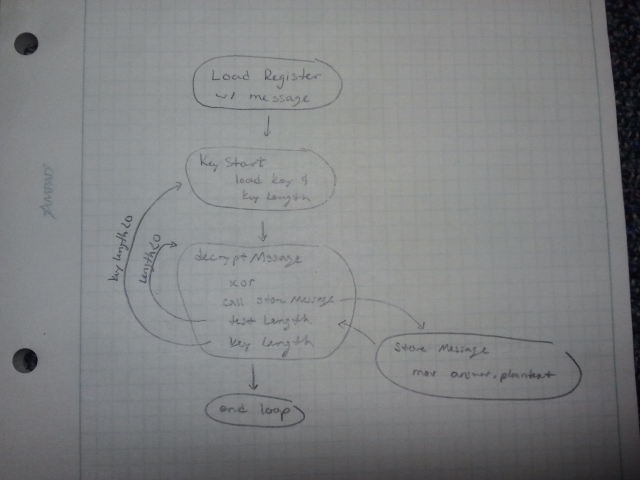 Load Register
w/ message
Key Start
load key &
key Length
decrypt Message
xor
call Store Message
test Length
key Length
key length<0
length<0
Store Message
mov answer, plaintext
end loop